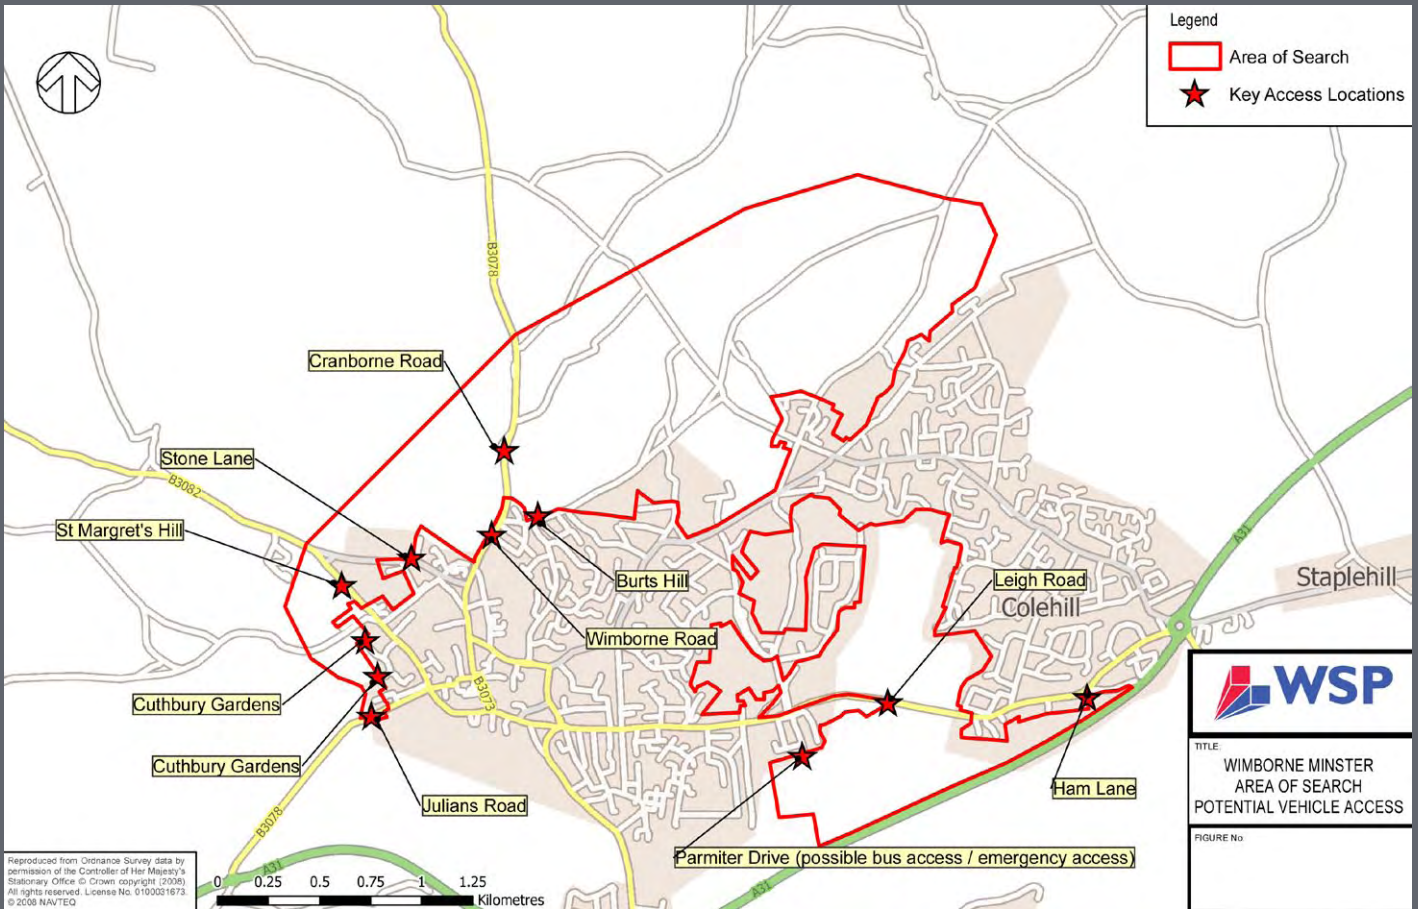 Legend
Area of Search
Key Access Locations
B3078
Cranborne Road
Stone Lane
B3082
St Margret's Hill
A31
Burts Hill
Leigh Road
Staplehill
Colehill
Wimborne Road
Cuthbury Gardens
B3073
Cuthbury Gardens
Julians Road
Ham Lane
B3078
Parmiter Drive (possible bus access / emergency access)
A31
A31
WSP
TITLE:
WIMBORNE MINSTER
AREA OF SEARCH
POTENTIAL VEHICLE ACCESS
FIGURE No:
Reproduced from Ordnance Survey data by
permission of the Controller of Her Majesty's
Stationary Office © Crown copyright (2008)
All rights reserved. License No. 0100031673.
© 2008 NAVTEQ
0 0.25 0.5 0.75 1 1.25
Kilometres